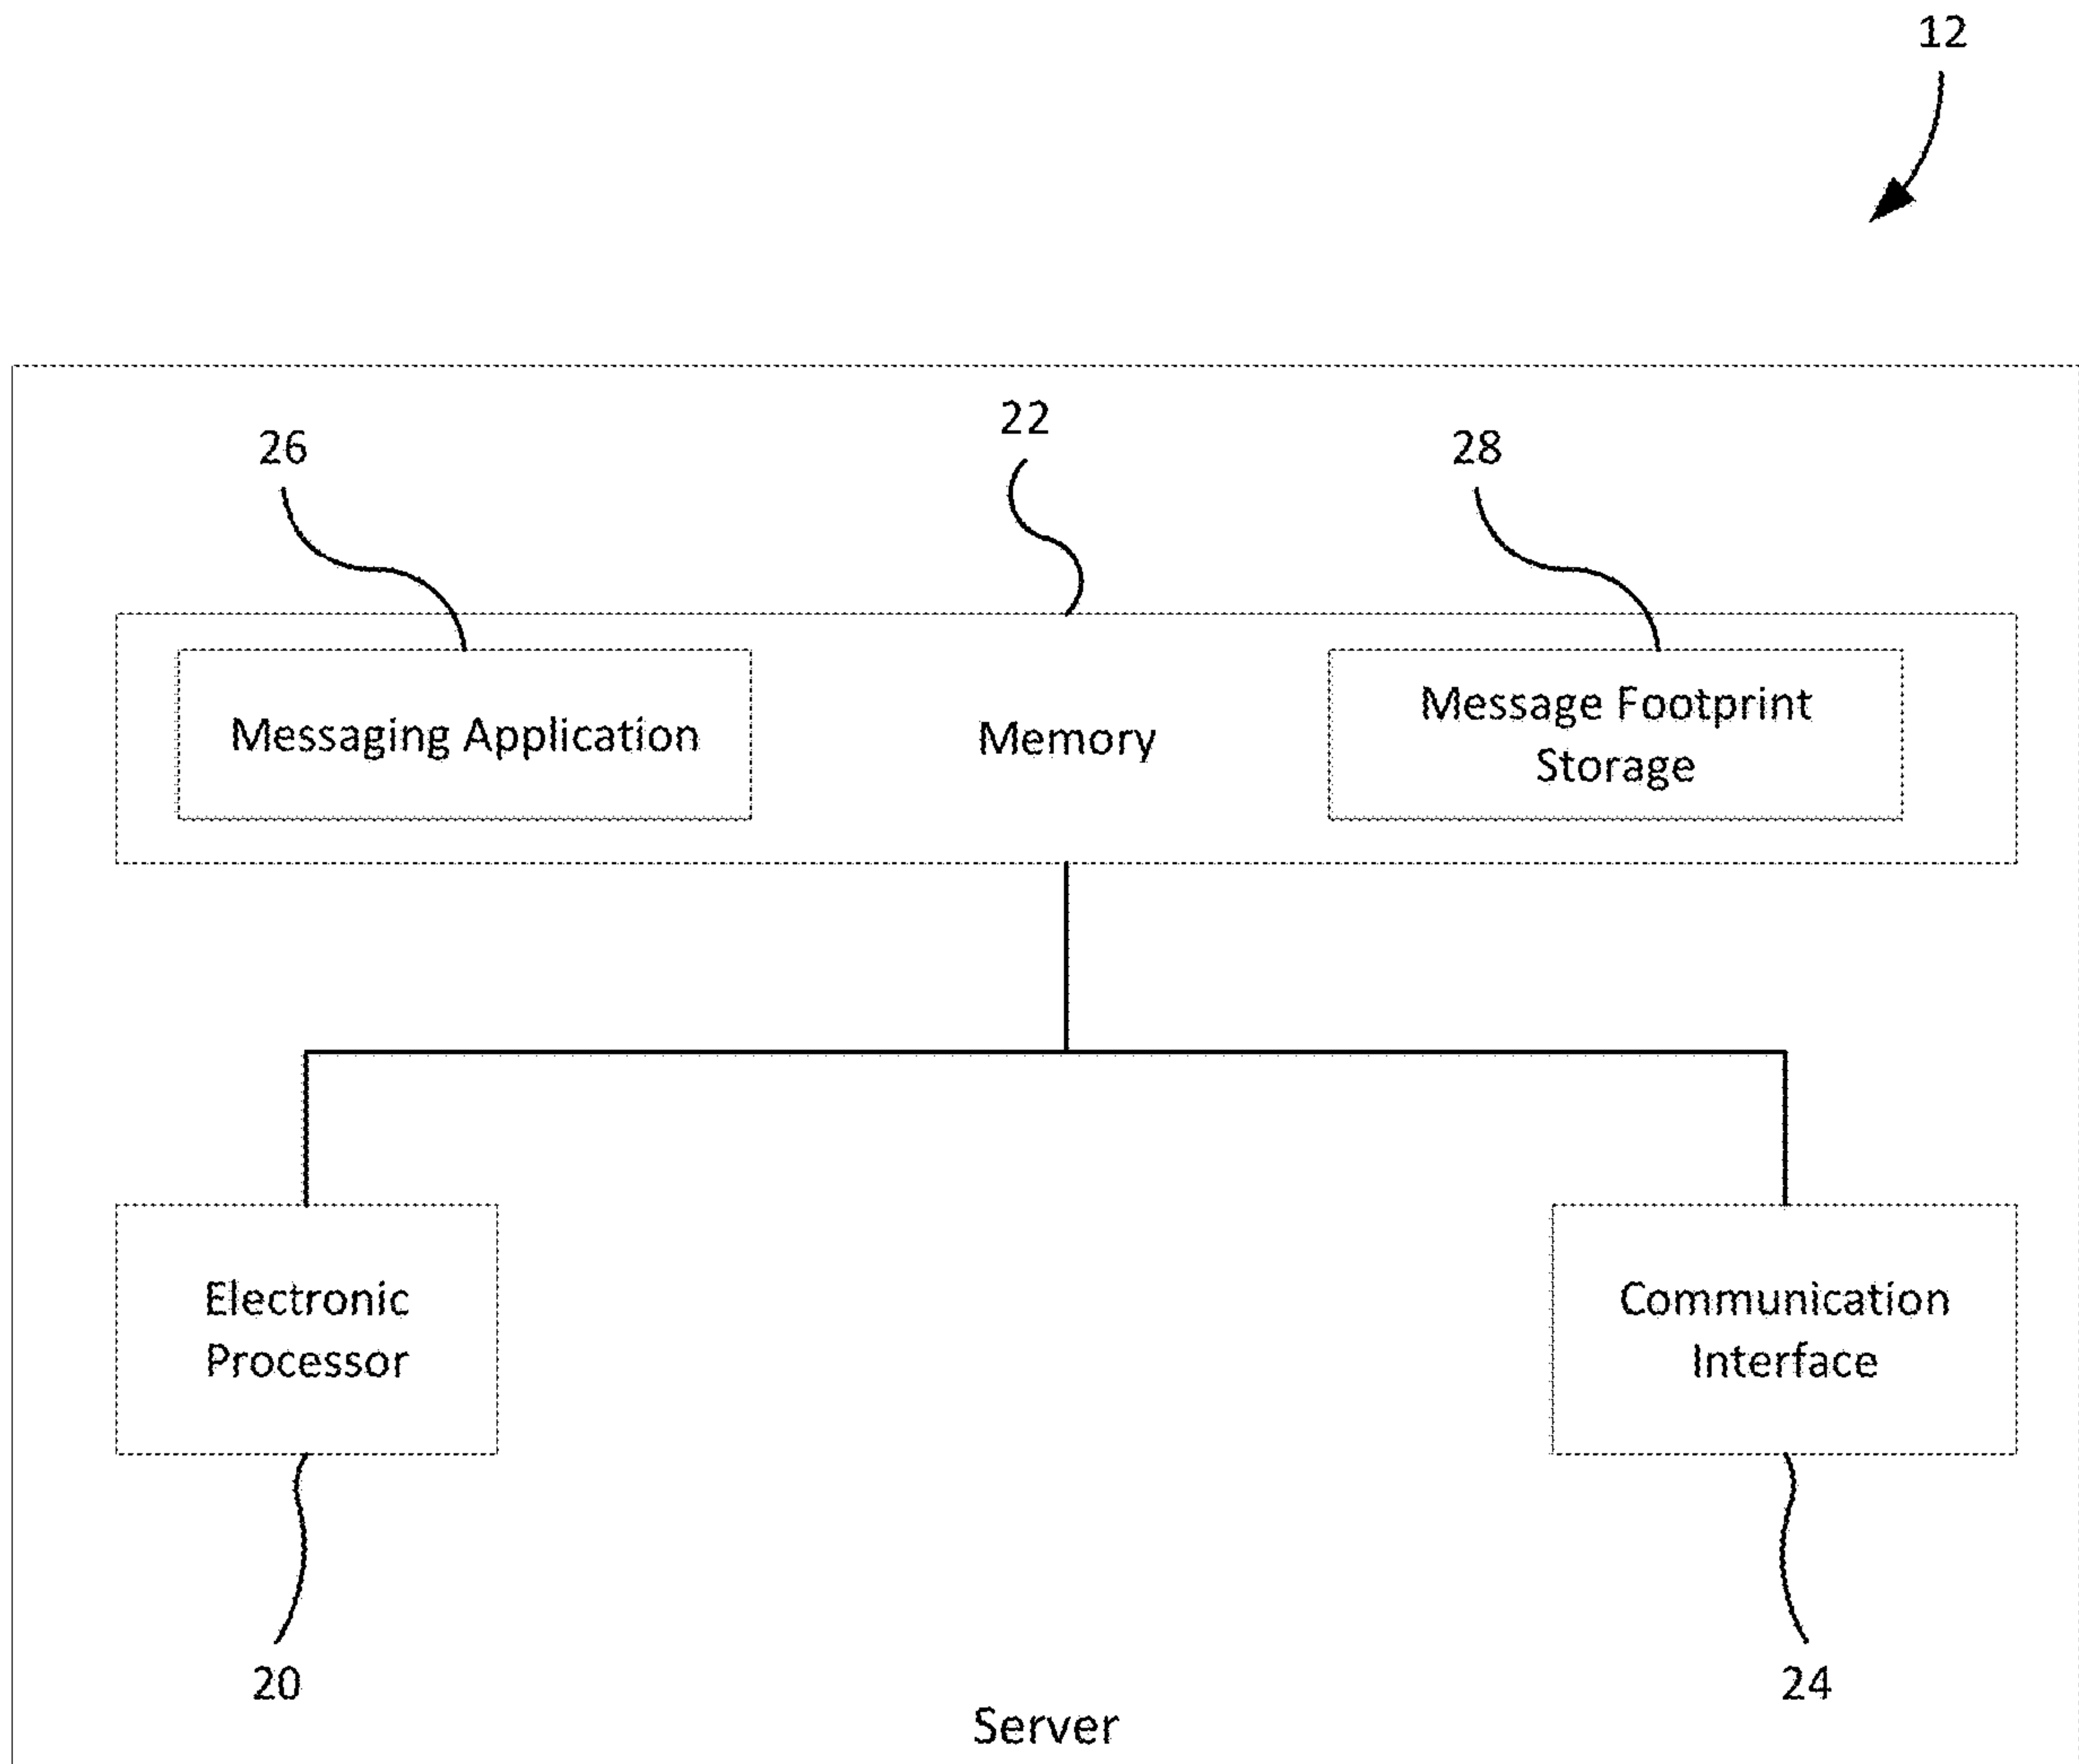 12
22
26
28
Messaging Application
Memory
Message Footprint
Storage
Electronic
Processor
Communication
Interface
20
24
Server